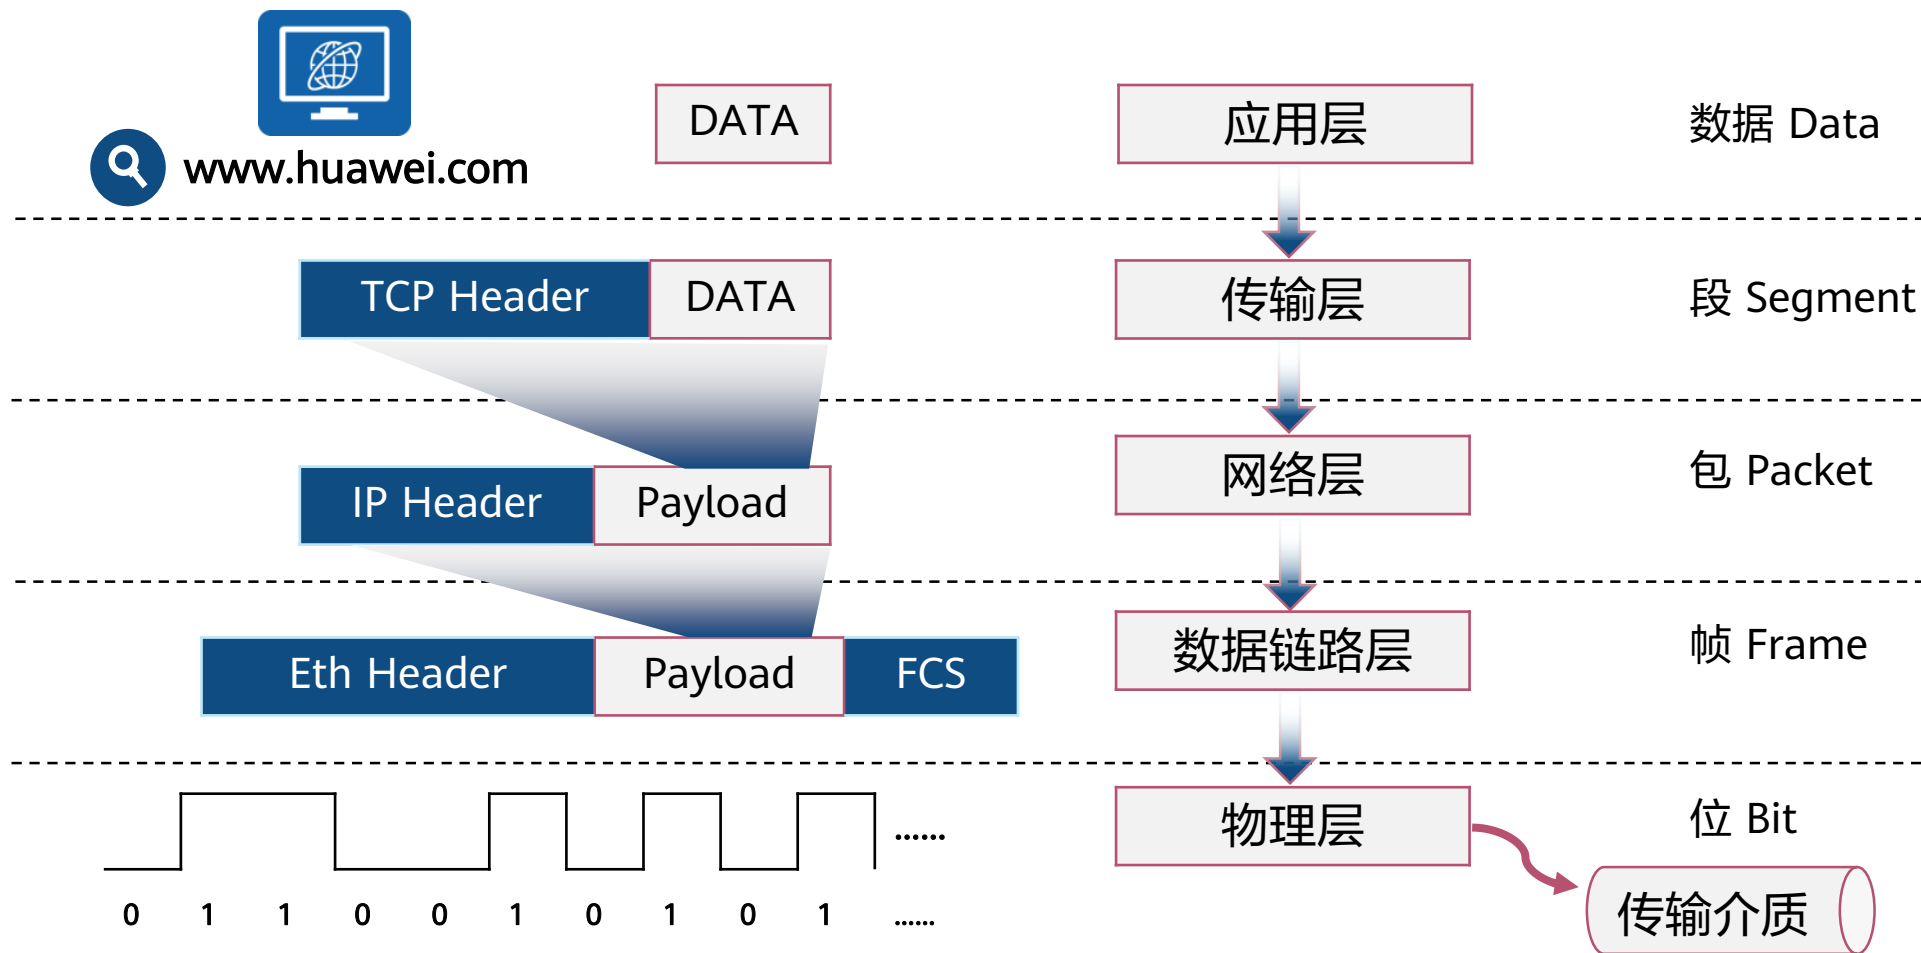 DATA
应用层
数据 Data
www.huawei.com
TCP Header
DATA
传输层
段 Segment
IP Header
Payload
网络层
包 Packet
Eth Header
Payload
FCS
数据链路层
帧 Frame
......
物理层
位 Bit
0 1 1 0 0 1 0 1 0 1 ......
传输介质